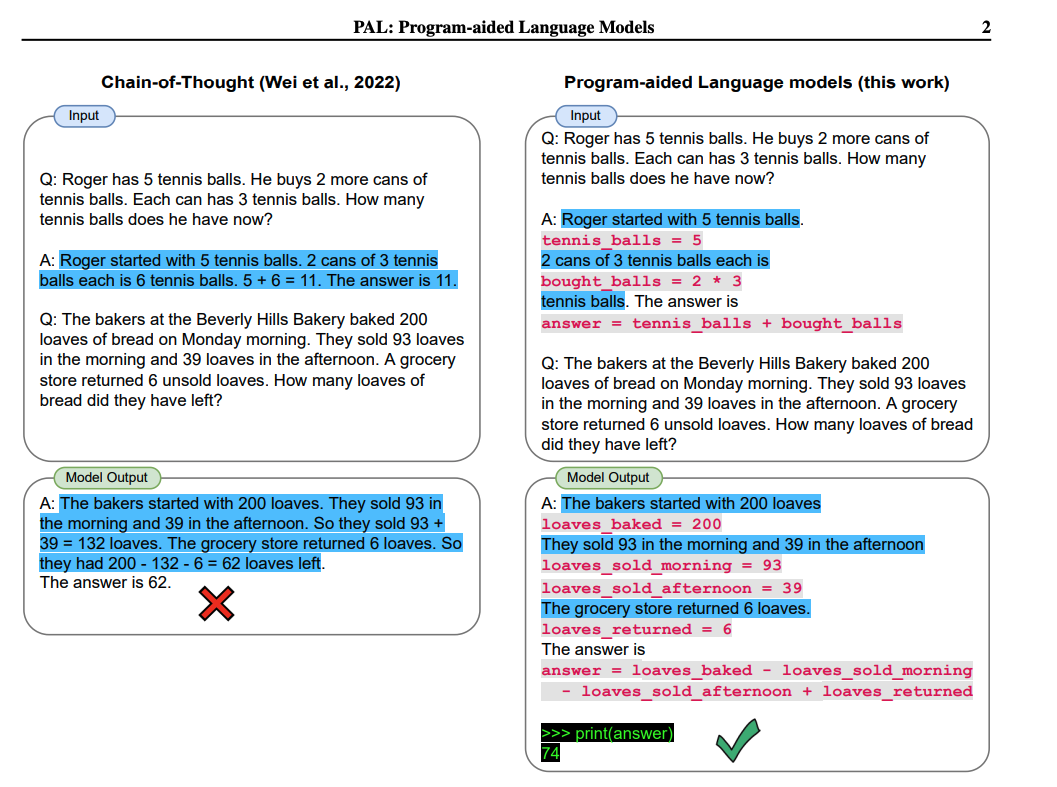 PAL: Program-aided Language Models
2
Chain-of-Thought (Wei et al., 2022)
Input
Q: Roger has 5 tennis balls. He buys 2 more cans of
tennis balls. Each can has 3 tennis balls. How many
tennis balls does he have now?
A: Roger started with 5 tennis balls. 2 cans of 3 tennis
balls each is 6 tennis balls. 5 + 6 = 11. The answer is 11.
Q: The bakers at the Beverly Hills Bakery baked 200
loaves of bread on Monday morning. They sold 93 loaves
in the morning and 39 loaves in the afternoon. A grocery
store returned 6 unsold loaves. How many loaves of
bread did they have left?
Model Output
A: The bakers started with 200 loaves. They sold 93 in
the morning and 39 in the afternoon. So they sold 93 +
39 = 132 loaves. The grocery store returned 6 loaves. So
they had 200 - 132 - 6 = 62 loaves left.
The answer is 62.
Program-aided Language models (this work)
Input
Q: Roger has 5 tennis balls. He buys 2 more cans of
tennis balls. Each can has 3 tennis balls. How many
tennis balls does he have now?
A: Roger started with 5 tennis balls.
tennis_balls = 5
2 cans of 3 tennis balls each is
bought_balls = 2 * 3
tennis balls. The answer is
answer = tennis_balls + bought_balls
Q: The bakers at the Beverly Hills Bakery baked 200
loaves of bread on Monday morning. They sold 93 loaves
in the morning and 39 loaves in the afternoon. A grocery
store returned 6 unsold loaves. How many loaves of bread
did they have left?
Model Output
A: The bakers started with 200 loaves
loaves_baked = 200
They sold 93 in the morning and 39 in the afternoon
loaves_sold_morning = 93
loaves_sold_afternoon = 39
The grocery store returned 6 loaves.
loaves_returned = 6
The answer is
answer = loaves_baked - loaves_sold_morning
- loaves_sold_afternoon + loaves_returned
>>> print(answer)
74